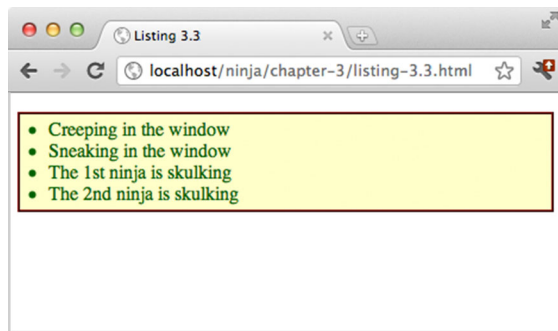 Listing 3.3
localhost/ninja/chapter-3/listing-3.3.html
Creeping in the window
Sneaking in the window
The 1st ninja is skulking
The 2nd ninja is skulking